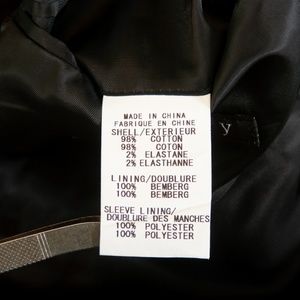 MADE IN CHINA
FABRIQUE EN CHINE
SHELL/EXTERIEUR
98% COTTON
98% COTON
2% ELASTANE
2% ELASTHANNE
LINING/DOUBLURE
100% BEMBERG
100% BEMBERG
SLEEVE LINING/
DOUBLURE DES MANCHES
100% POLYESTER
100% POLYESTER
y